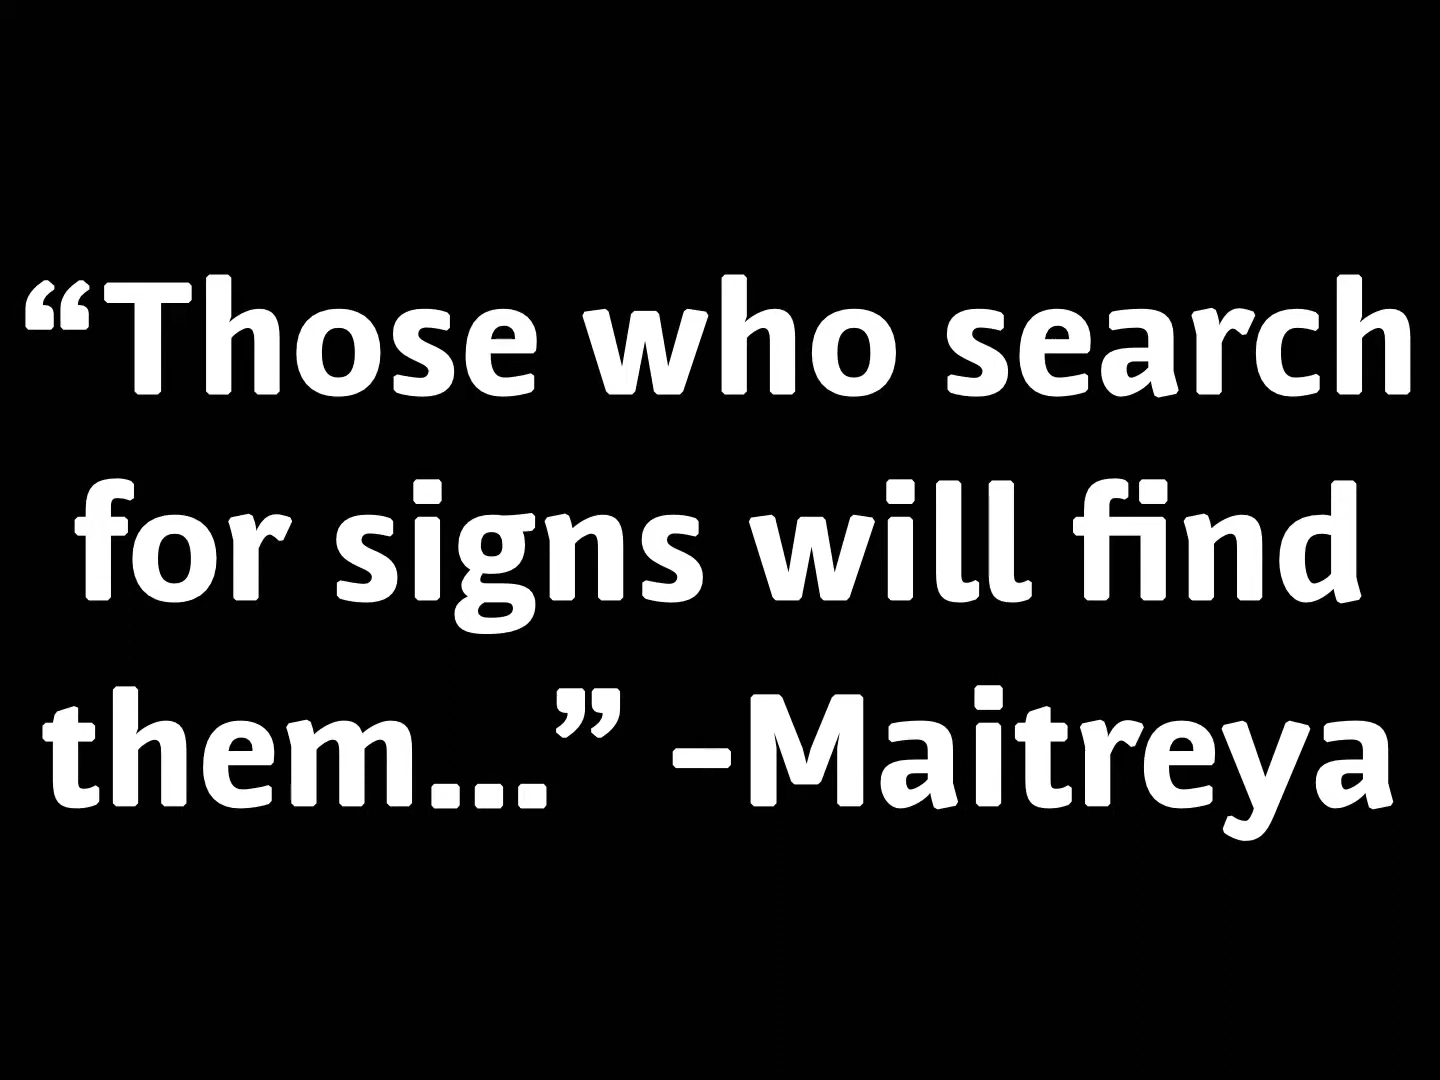 “Those who search
for signs will find
them...” -Maitreya